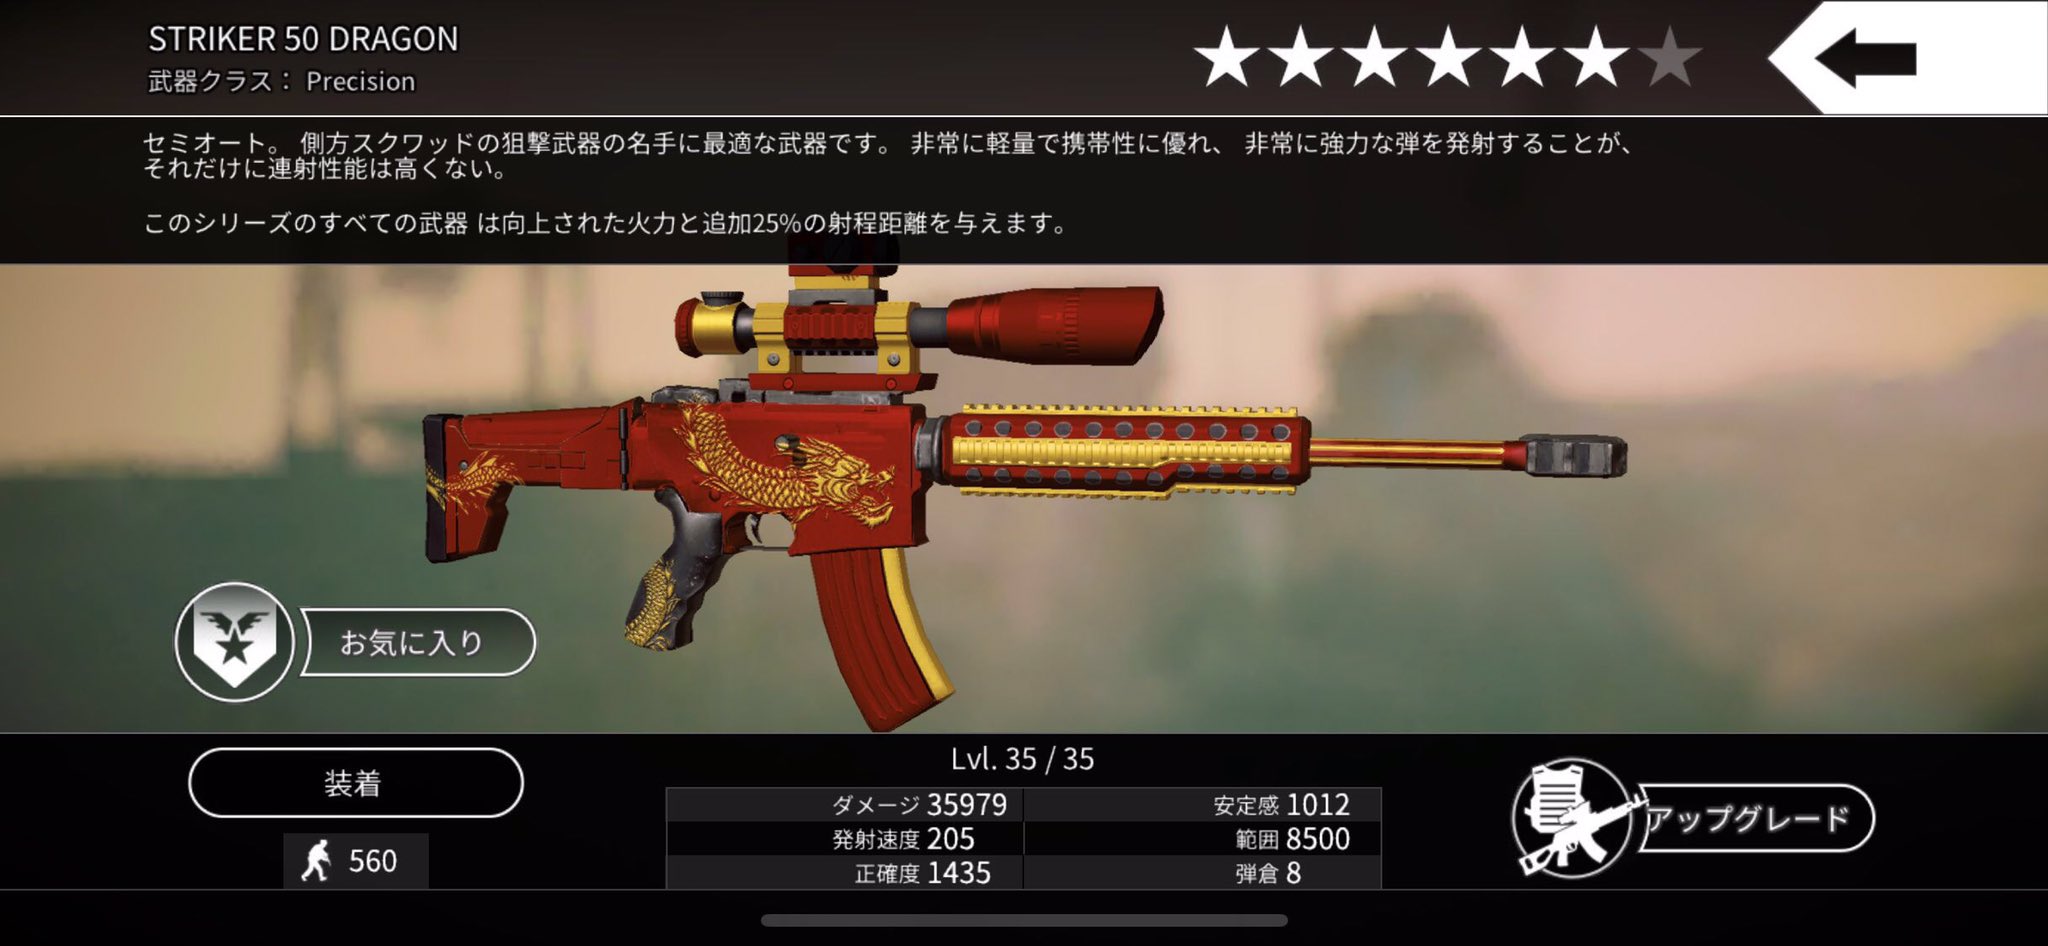 STRIKER 50 DRAGON
武器クラス： Precision
セミオート。 側方スクワッドの狙撃武器の名手に最適な武器です。 非常に軽量で携帯性に優れ、 非常に強力な弾を発射することが、
それだけに連射性能は高くない。
このシリーズのすべての武器 は向上された火力と追加25%の射程距離を与えます。
お気に入り
装着
560
Lvl. 35 / 35
ダメージ 35979
安定感 1012
発射速度 205
範囲 8500
正確度 1435
弾倉 8
アップグレード